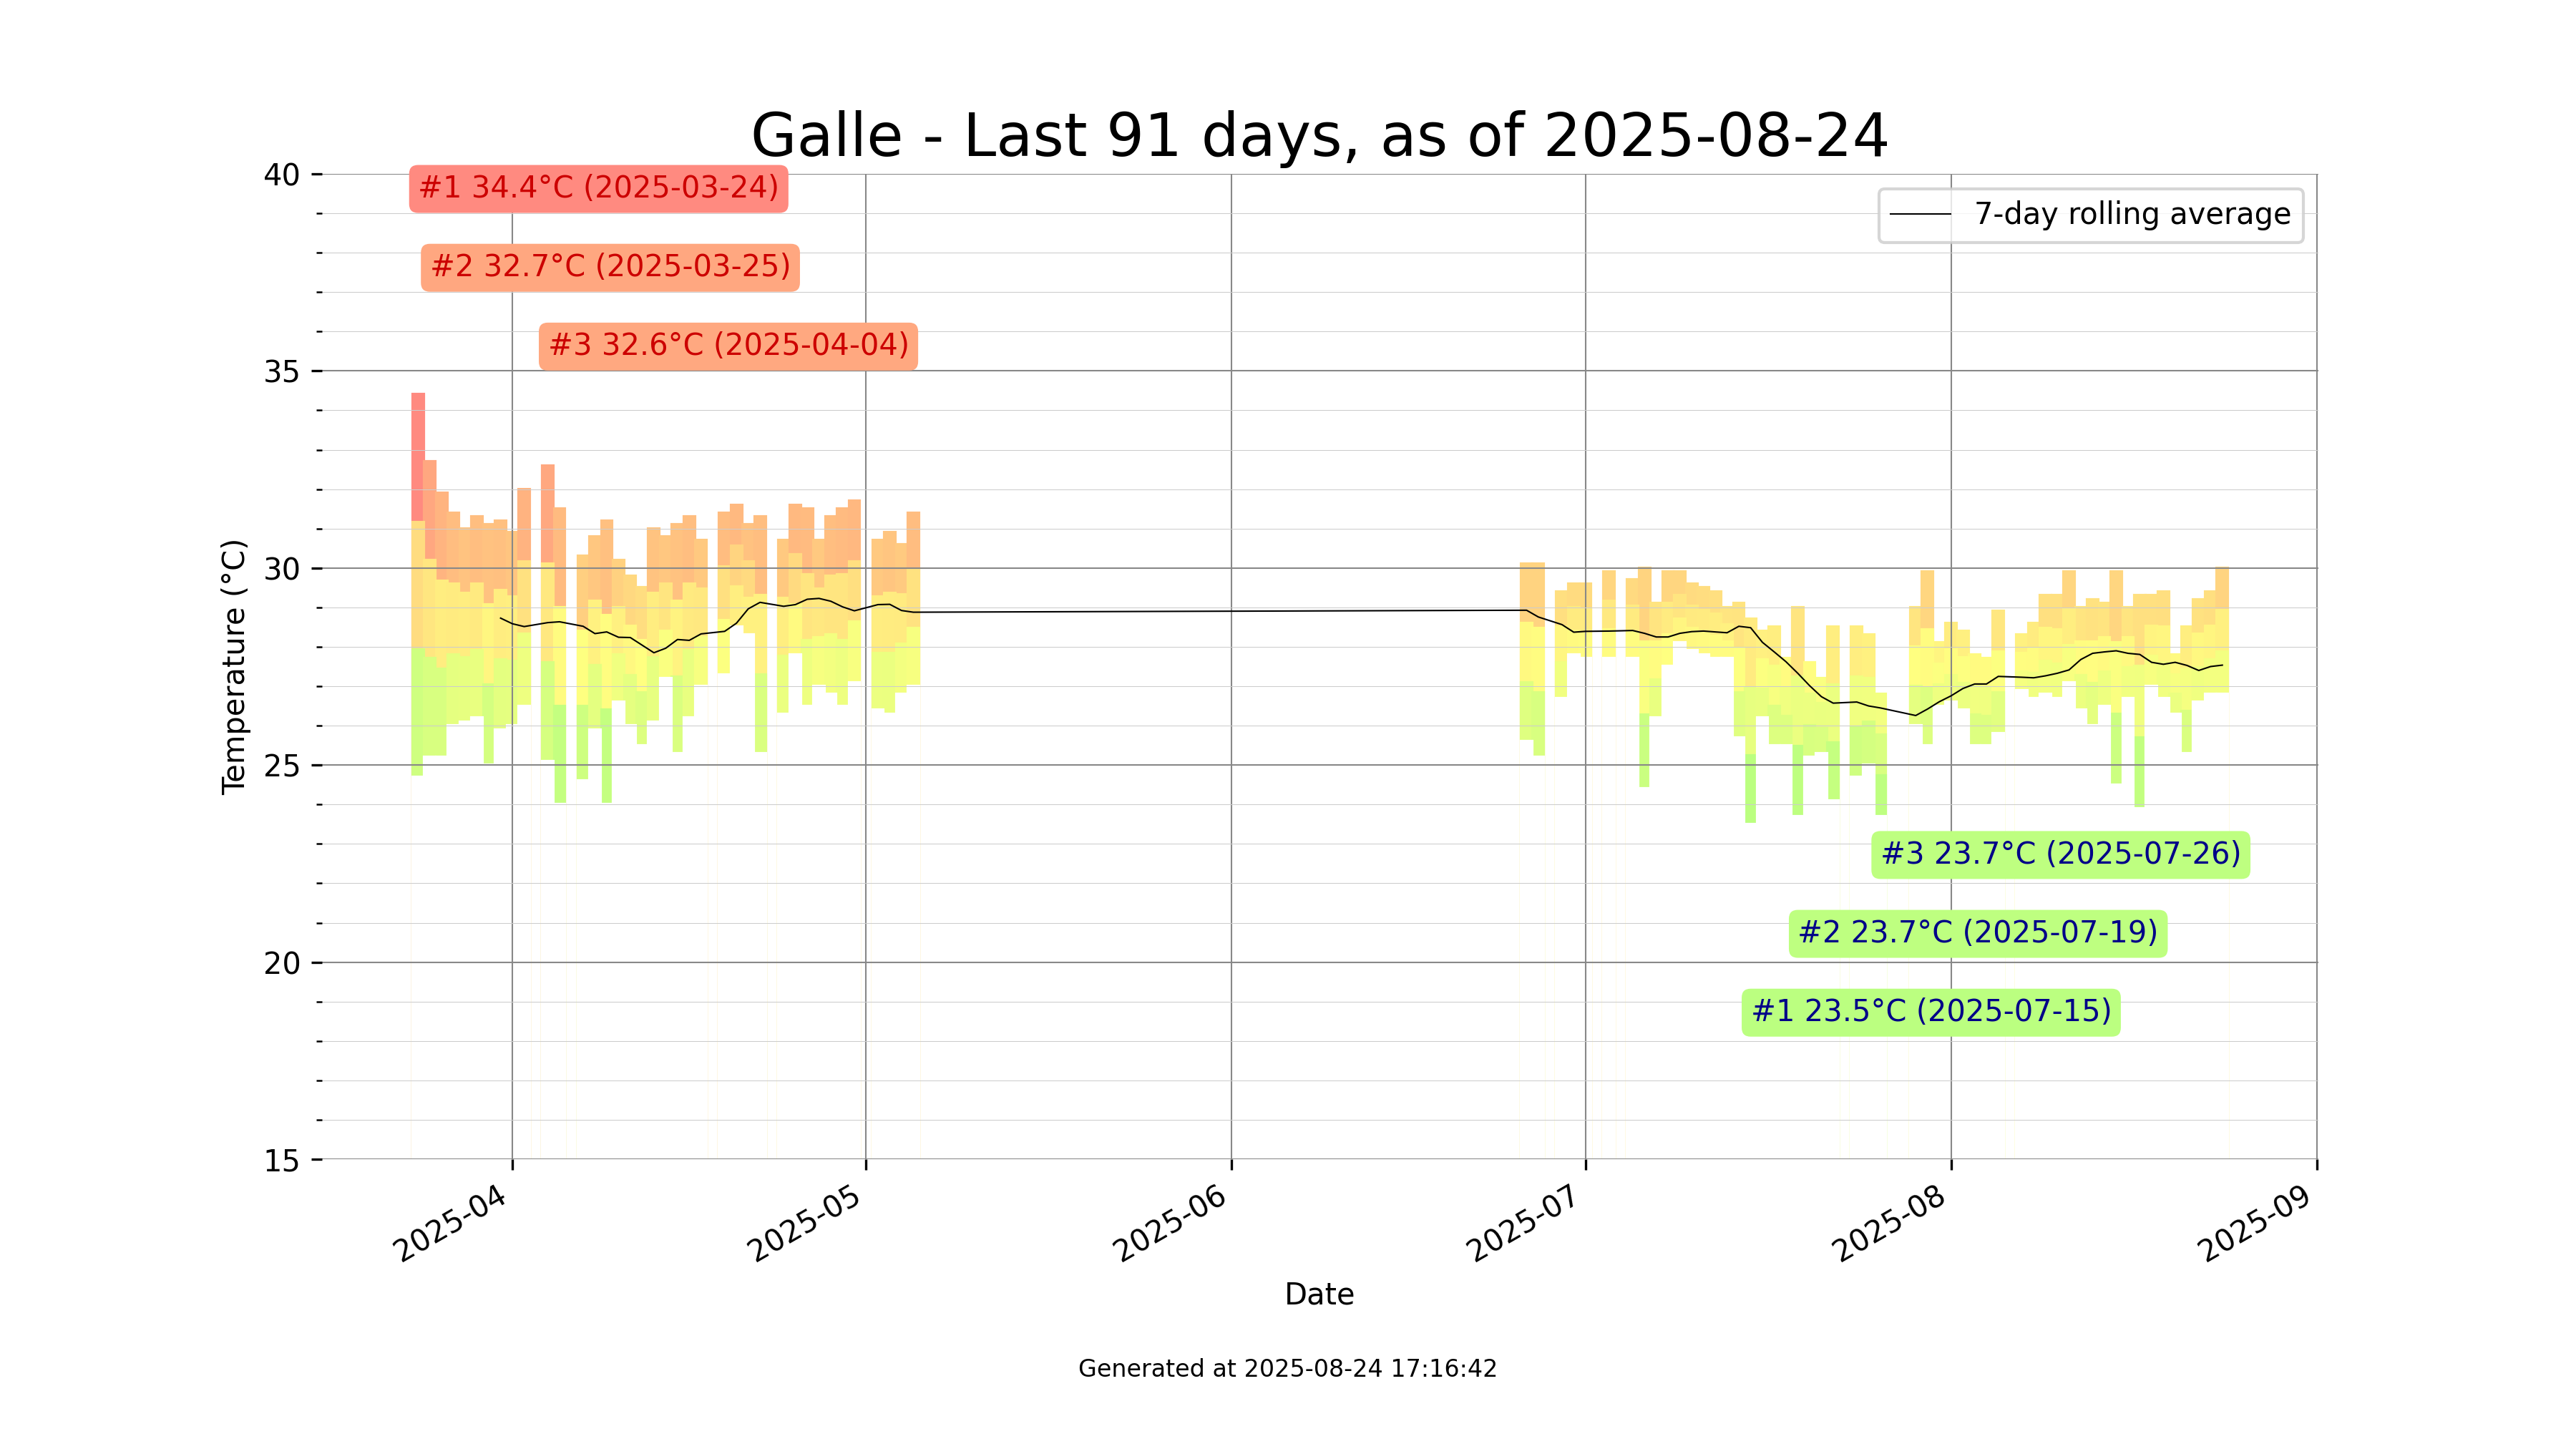 Galle - Last 91 days, as of 2025-08-24
#1 34.4°C (2025-03-24)
#2 32.7°C (2025-03-25)
#3 32.6°C (2025-04-04)
7-day rolling average
40
35
30
25
20
15
Temperature (°C)
#3 23.7°C (2025-07-26)
#2 23.7°C (2025-07-19)
#1 23.5°C (2025-07-15)
2025-04
2025-05
2025-06
2025-07
2025-08
2025-09
Date
Generated at 2025-08-24 17:16:42